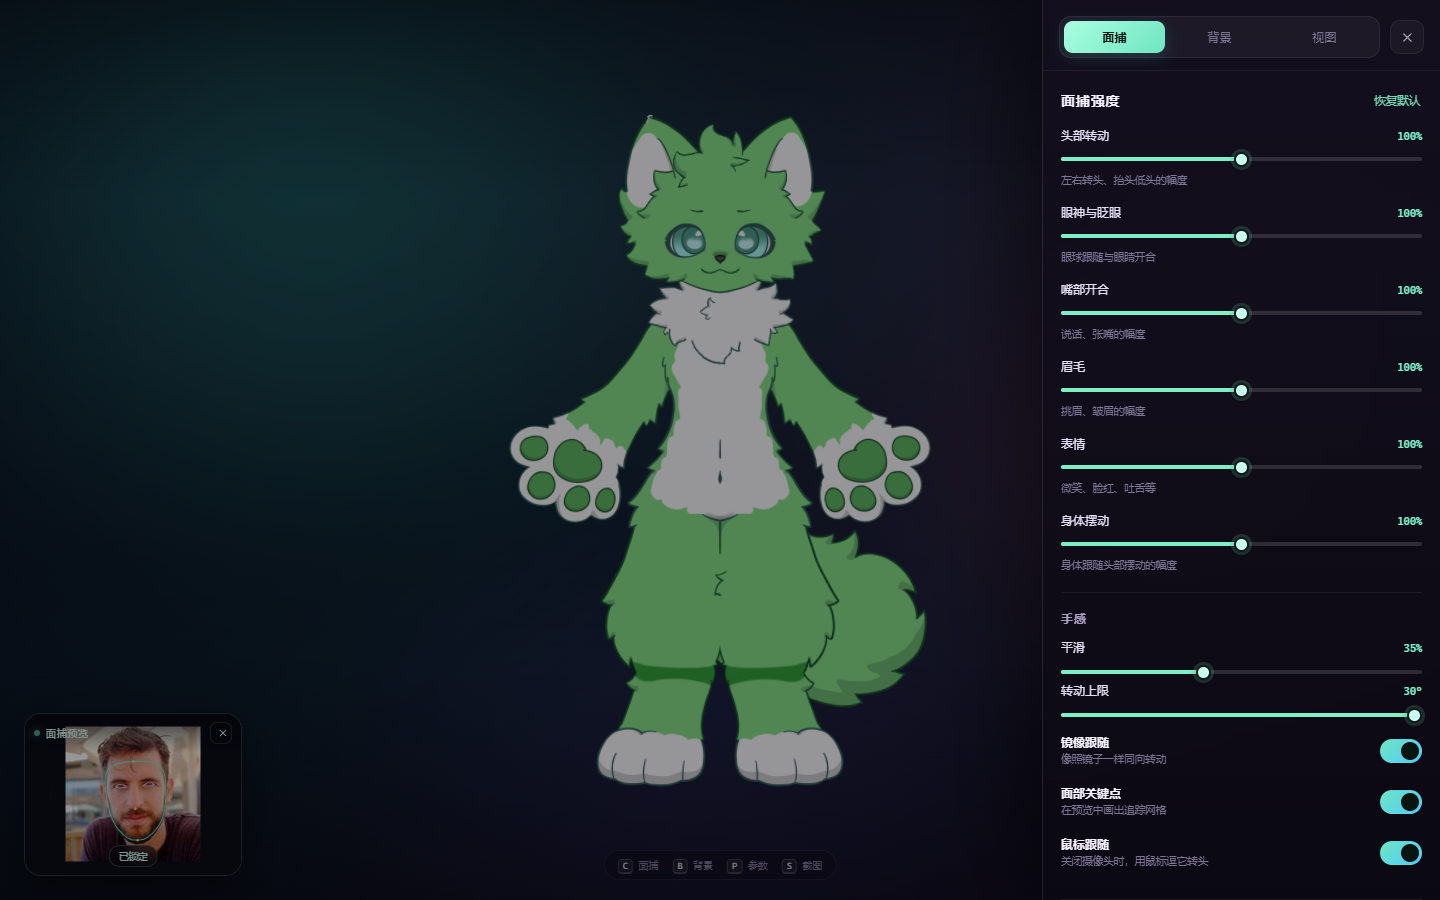 面捕
背景
视图
面捕强度
恢复默认
头部转动
100%
左右转头、抬头低头的幅度
眼神与眨眼
100%
眼球跟随与眼睛开合
嘴部开合
100%
说话、张嘴的幅度
眉毛
100%
挑眉、皱眉的幅度
表情
100%
微笑、脸红、吐舌等
身体摆动
100%
身体跟随头部摆动的幅度
手感
平滑
35%
转动上限
30°
镜像跟随
像照镜子一样同向转动
面部关键点
在预览中画出追踪网格
鼠标跟随
关闭摄像头时，用鼠标逗它转头
面捕预览
已锁定
C 面捕 B 背景 P 参数 S 截图